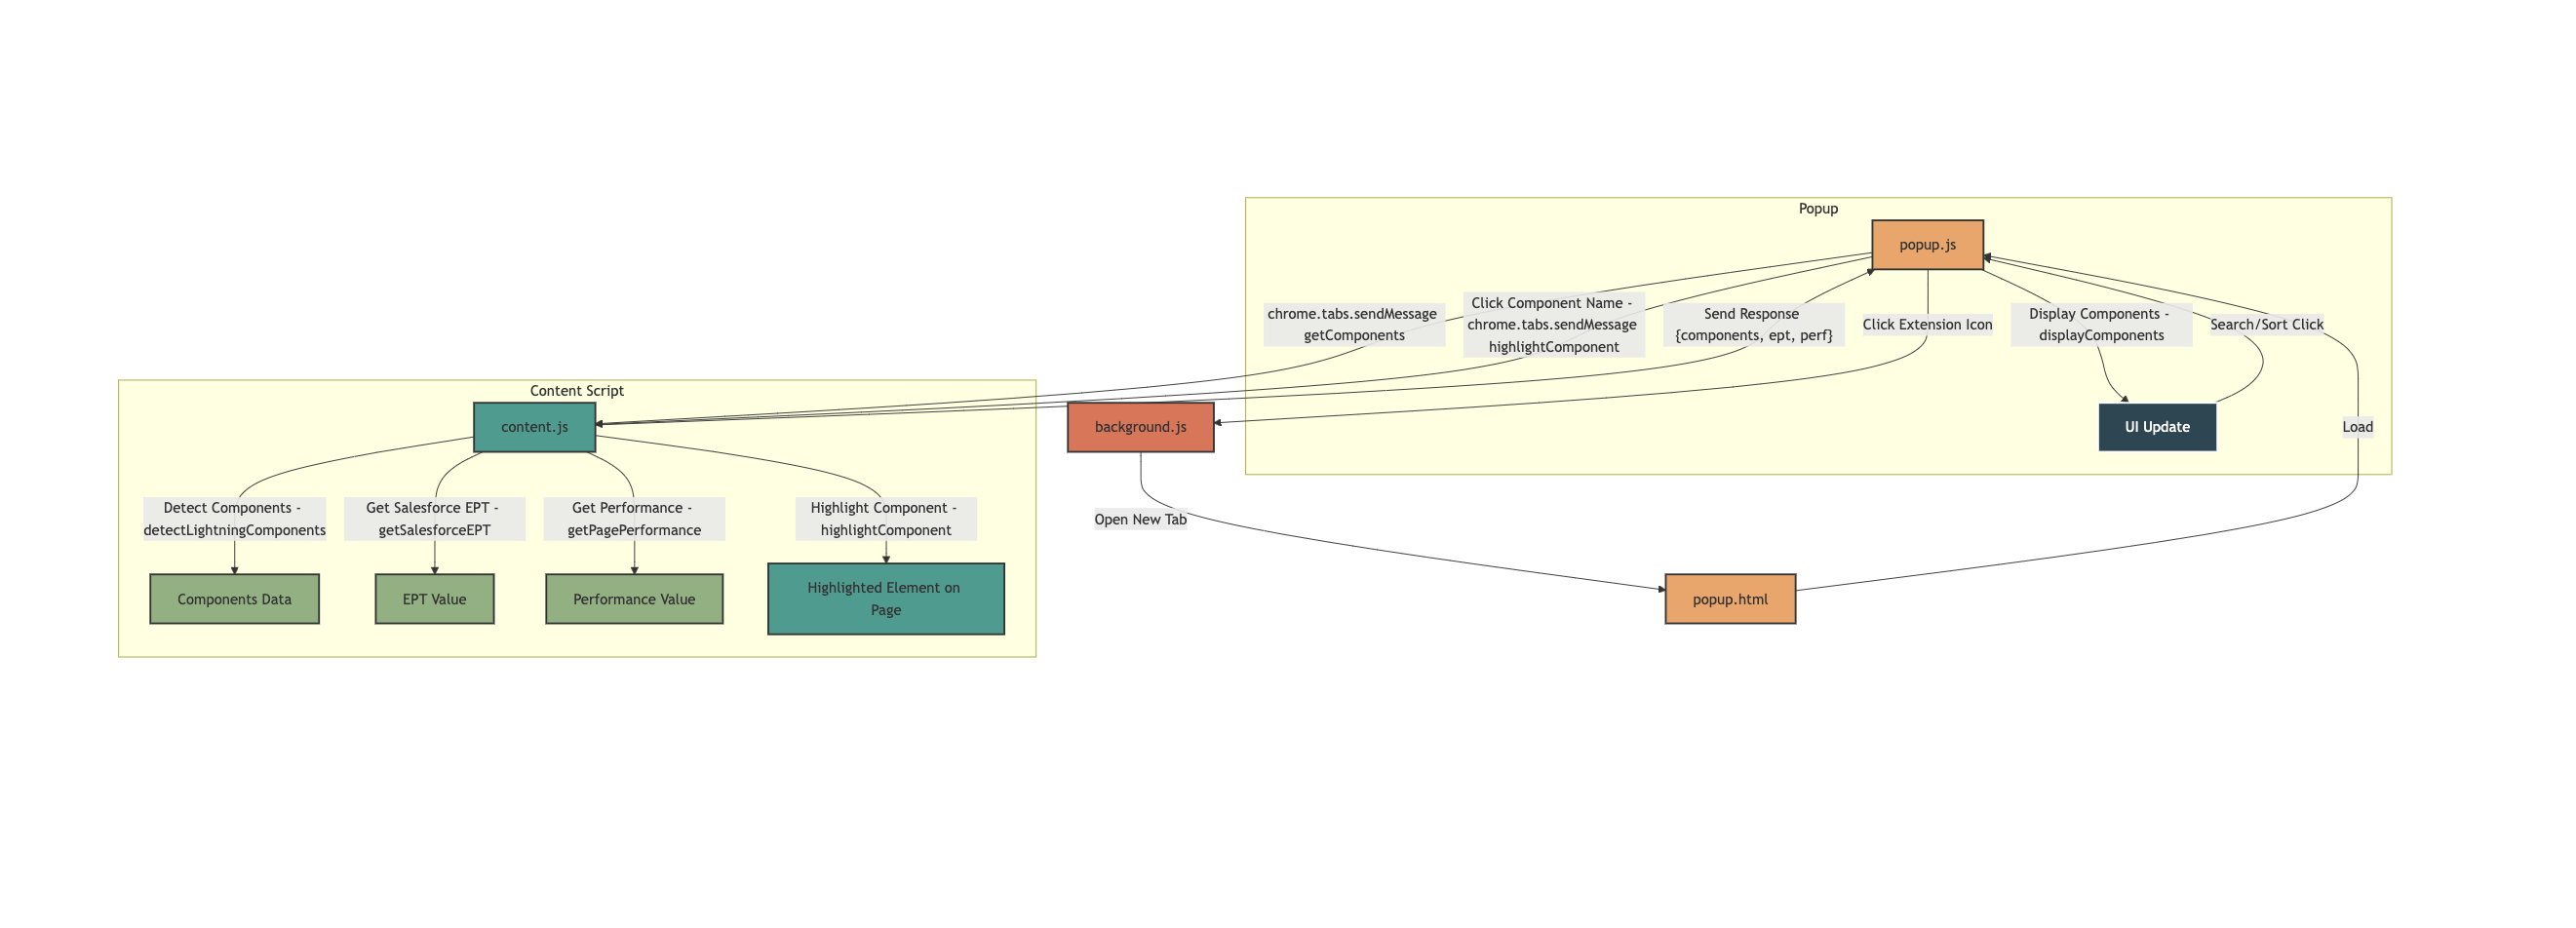 Popup
popup.js
chrome.tabs.sendMessage
getComponents
Click Component Name -
chrome.tabs.sendMessage
highlightComponent
Send Response
{components, ept, perf}
Click Extension Icon
Display Components -
displayComponents
Search/Sort Click
UI Update
Load
Content Script
content.js
background.js
Detect Components -
detectLightningComponents
Get Salesforce EPT -
getSalesforceEPT
Get Performance -
getPagePerformance
Highlight Component -
highlightComponent
Open New Tab
Components Data
EPT Value
Performance Value
Highlighted Element on
Page
popup.html